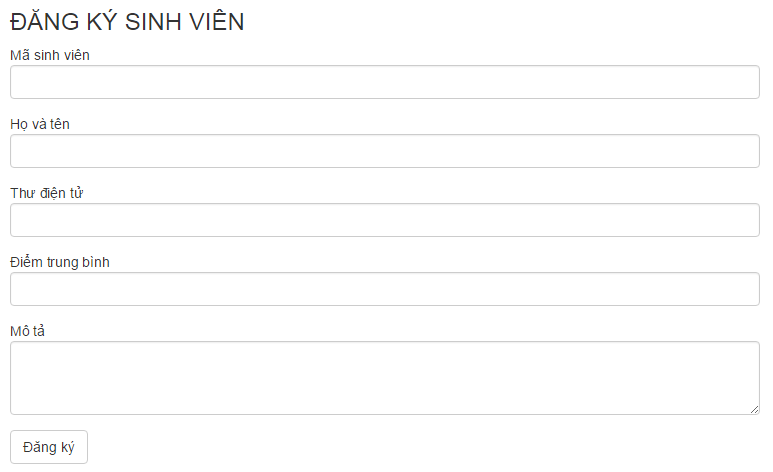 ĐĂNG KÝ SINH VIÊN
Mã sinh viên
Họ và tên
Thư điện tử
Điểm trung bình
Mô tả
Đăng ký